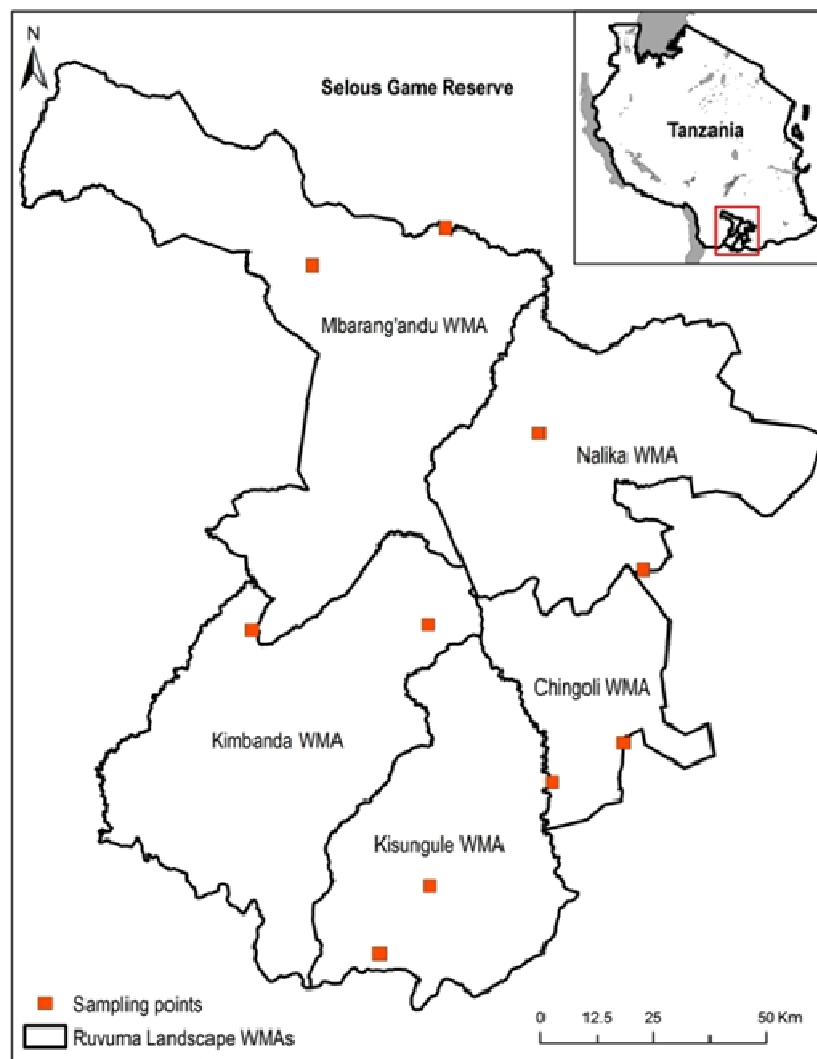 N
Selous Game Reserve
Tanzania
Mbarang'andu WMA
Nalika WMA
Chingoli WMA
Kimbanda WMA
Kisungule WMA
Sampling points
Ruvuma Landscape WMAs
0 12.5 25 50 Km